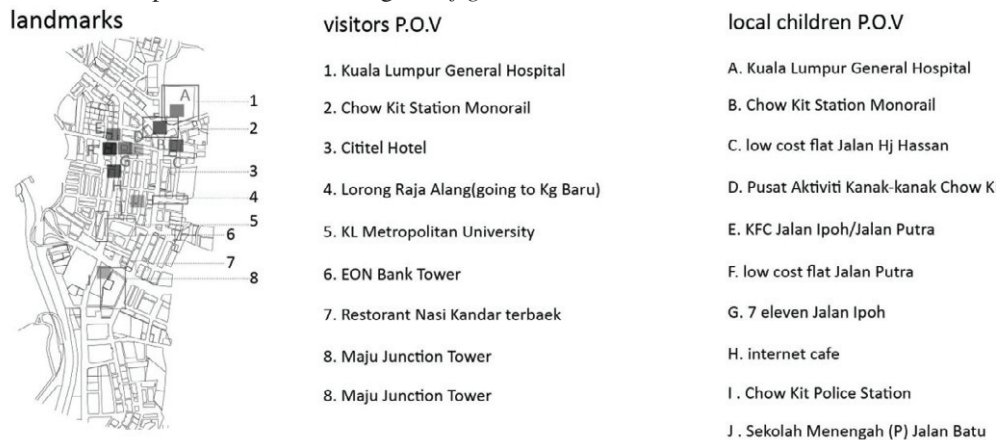 landmarks
A
1
2
3
4
5
6
7
8
visitors P.O.V
1. Kuala Lumpur General Hospital
2. Chow Kit Station Monorail
3. Cititel Hotel
4. Lorong Raja Alang(going to Kg Baru)
5. KL Metropolitan University
6. EON Bank Tower
7. Restorant Nasi Kandar terbaek
8. Maju Junction Tower
8. Maju Junction Tower
local children P.O.V
A. Kuala Lumpur General Hospital
B. Chow Kit Station Monorail
C. low cost flat Jalan Hj Hassan
D. Pusat Aktiviti Kanak-kanak Chow K
E. KFC Jalan Ipoh/Jalan Putra
F. low cost flat Jalan Putra
G. 7 eleven Jalan Ipoh
H. internet cafe
I . Chow Kit Police Station
J . Sekolah Menengah (P) Jalan Batu